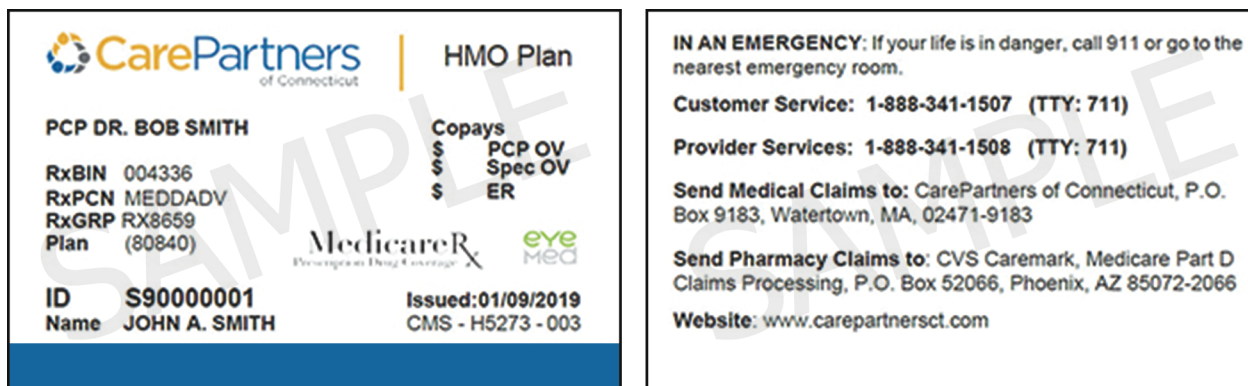 CarePartners
of Connecticut
HMO Plan
PCP DR. BOB SMITH
Copays
$ PCP OV
$ Spec OV
$ ER
RxBIN 004336
RxPCN MEDDADV
RxGRP RX8659
Plan (80840)
MedicareRx
Prescription Drug Coverage
eye
Med
ID S90000001
Name JOHN A. SMITH
Issued:01/09/2019
CMS - H5273 - 003
SAMPLE
IN AN EMERGENCY: If your life is in danger, call 911 or go to the
nearest emergency room.
Customer Service: 1-888-341-1507 (TTY: 711)
Provider Services: 1-888-341-1508 (TTY: 711)
Send Medical Claims to: CarePartners of Connecticut, P.O.
Box 9183, Watertown, MA, 02471-9183
Send Pharmacy Claims to: CVS Caremark, Medicare Part D
Claims Processing, P.O. Box 52066, Phoenix, AZ 85072-2066
Website: www.carepartnersct.com
SAMPLE